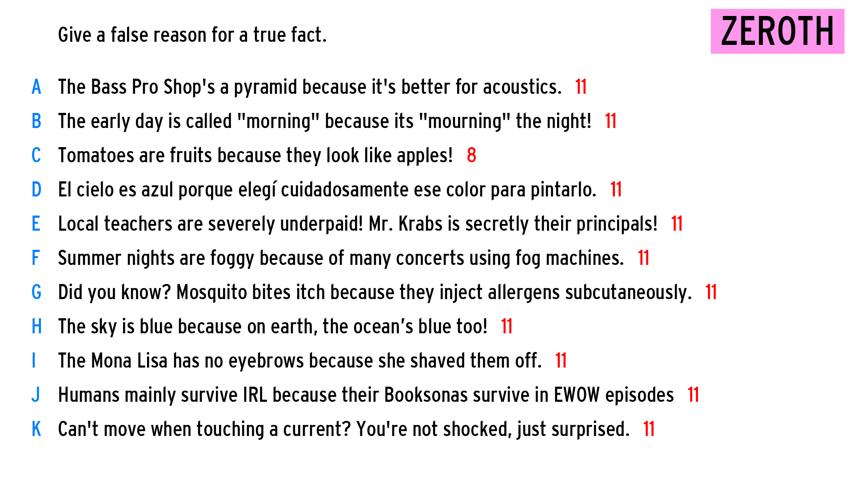 Give a false reason for a true fact.
ZEROTH
A The Bass Pro Shop's a pyramid because it's better for acoustics. 11
B The early day is called "morning" because its "mourning" the night! 11
C Tomatoes are fruits because they look like apples! 8
D El cielo es azul porque elegí cuidadosamente ese color para pintarlo. 11
E Local teachers are severely underpaid! Mr. Krabs is secretly their principals! 11
F Summer nights are foggy because of many concerts using fog machines. 11
G Did you know? Mosquito bites itch because they inject allergens subcutaneously. 11
H The sky is blue because on earth, the ocean’s blue too! 11
I The Mona Lisa has no eyebrows because she shaved them off. 11
J Humans mainly survive IRL because their Booksonas survive in EWOW episodes 11
K Can't move when touching a current? You're not shocked, just surprised. 11